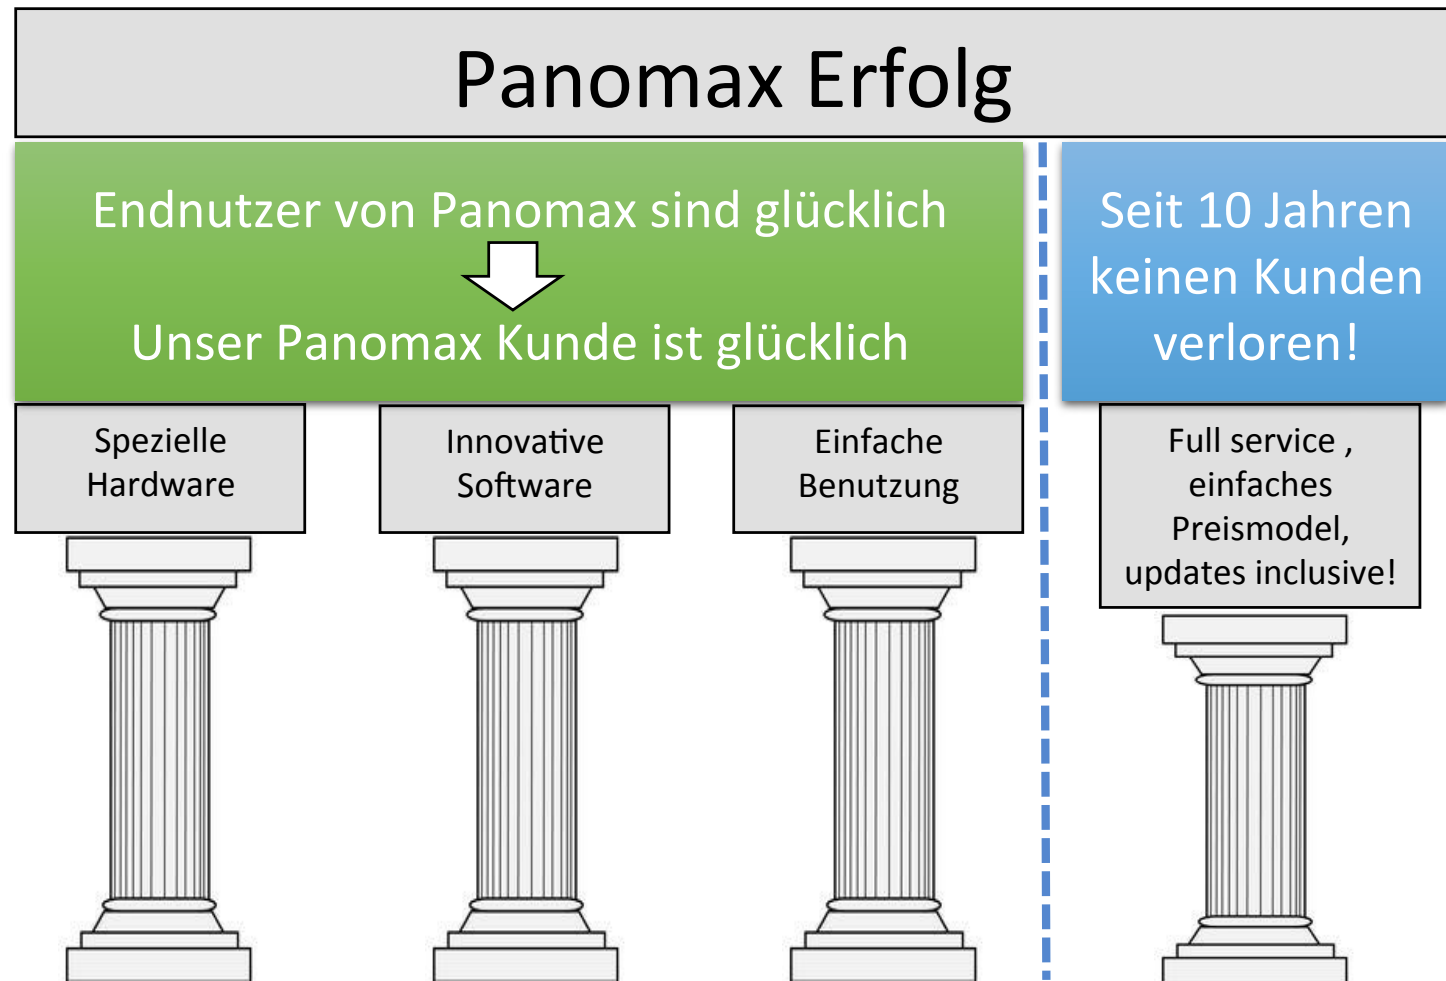 Panomax Erfolg
Endnutzer von Panomax sind glücklich
Unser Panomax Kunde ist glücklich
Seit 10 Jahren
keinen Kunden
verloren!
Spezielle
Hardware
Innovative
Software
Einfache
Benutzung
Full service ,
einfaches
Preismodel,
updates inclusive!